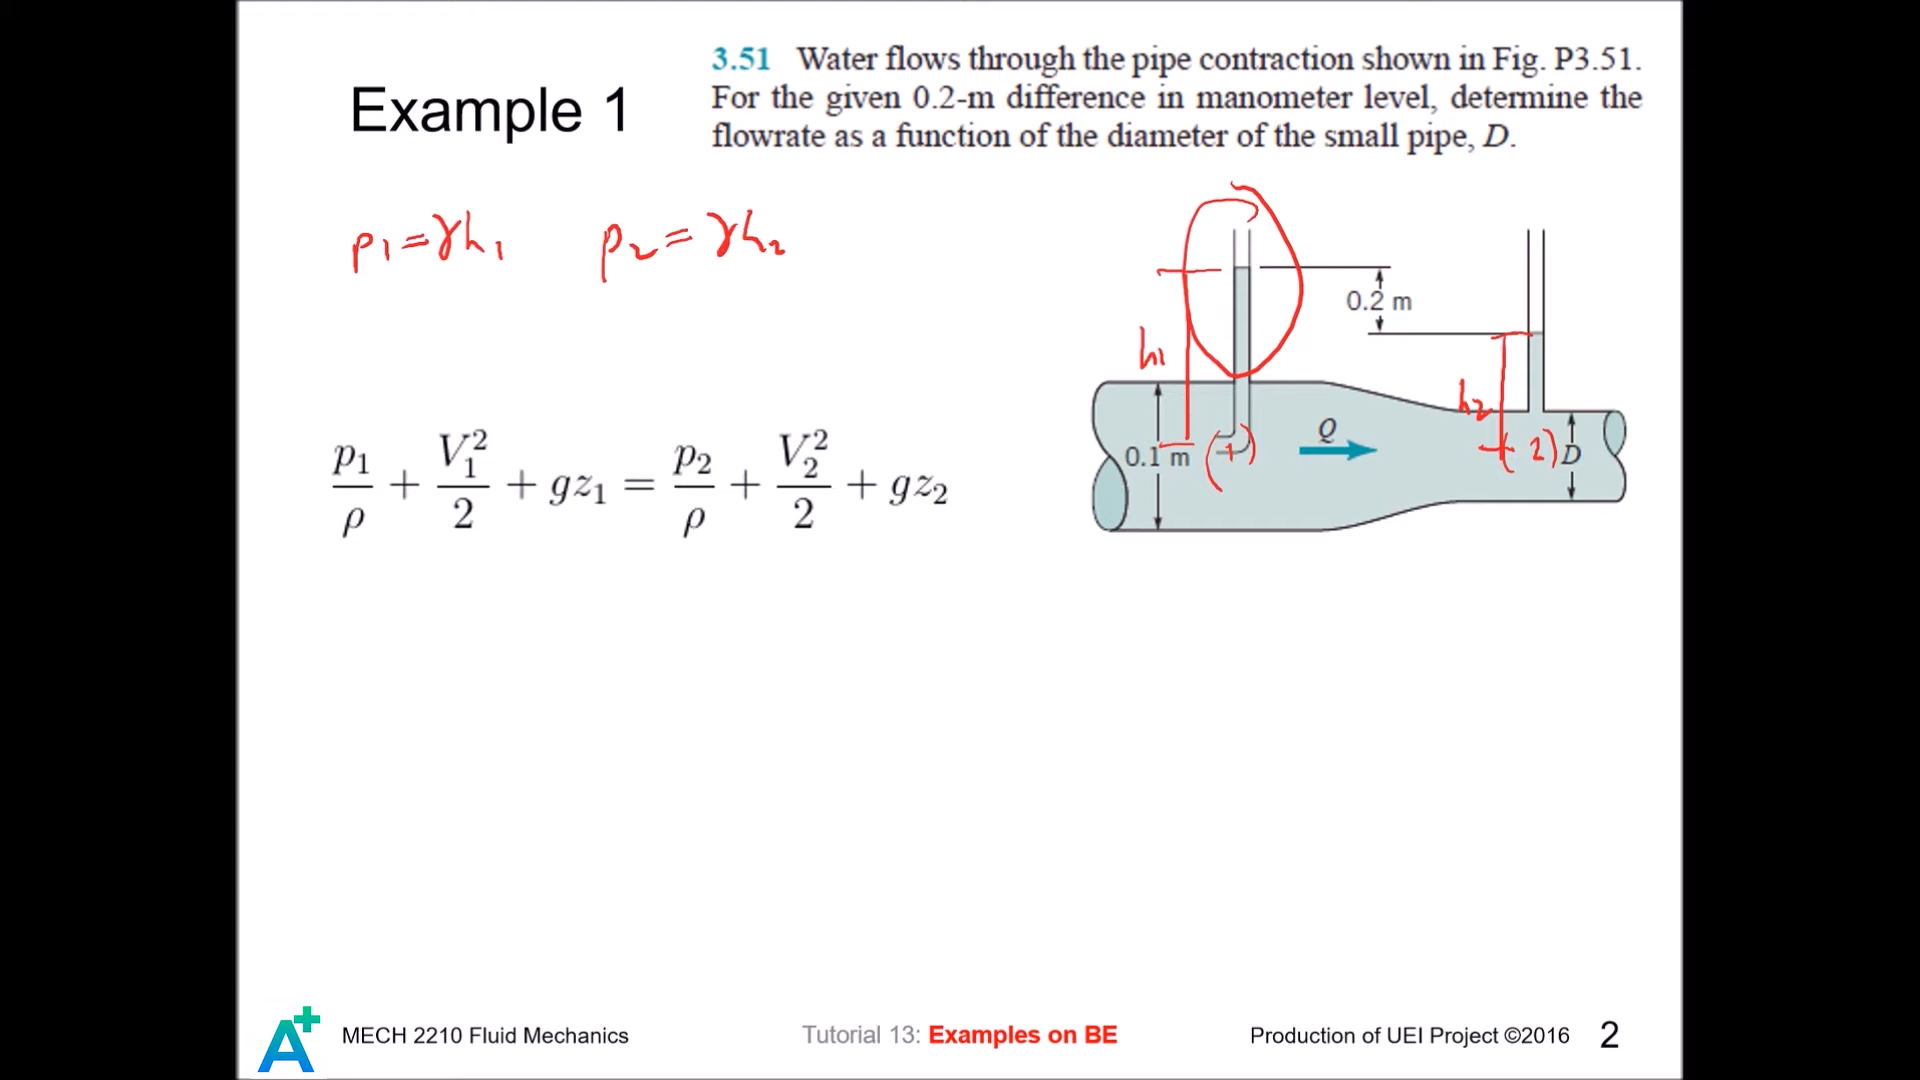 3.51 Water flows through the pipe contraction shown in Fig. P3.51.
For the given 0.2-m difference in manometer level, determine the
flowrate as a function of the diameter of the small pipe, D.
Example 1
p1 = γh1 p2 = γh2
0.2 m
h1
h2
Q
0.1 m
(1)
(2)
D
p₁/ρ + V₁²/2 + gz₁ = p₂/ρ + V₂²/2 + gz₂
A+
MECH 2210 Fluid Mechanics
Tutorial 13: Examples on BE
Production of UEI Project ©2016
2